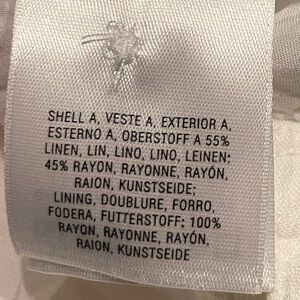 SHELL A, VESTE A, EXTERIOR A,
ESTERNO A, OBERSTOFF A 55%
LINEN, LIN, LINO, LINO, LEINEN;
45% RAYON, RAYONNE, RAYÓN,
RAION, KUNSTSEIDE;
LINING, DOUBLURE, FORRO,
FODERA, FUTTERSTOFF: 100%
RAYON, RAYONNE, RAYÓN,
RAION, KUNSTSEIDE